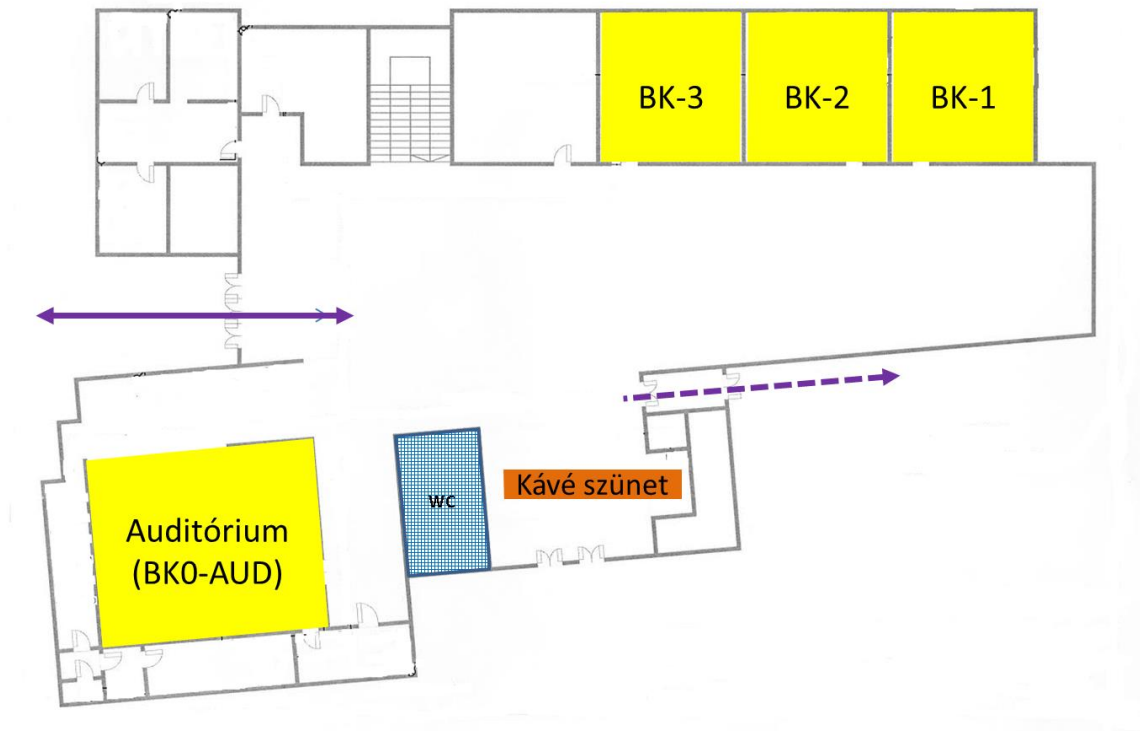 BK-3
BK-2
BK-1
WC
Kávé szünet
Auditórium
(BK0-AUD)